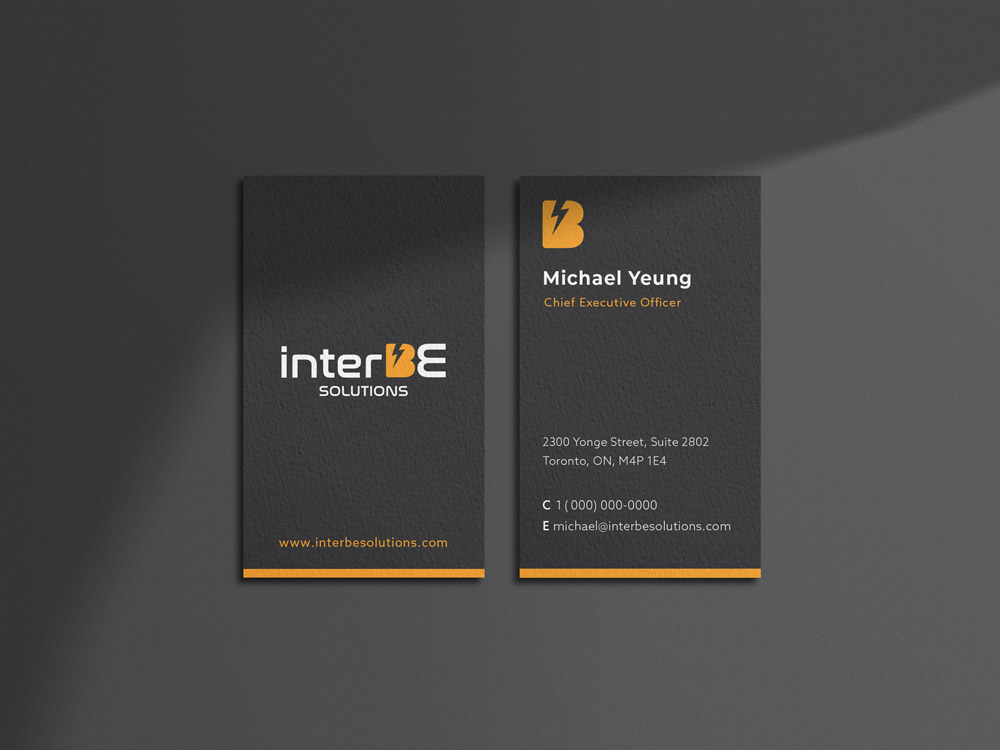 interBE
SOLUTIONS
www.interbesolutions.com
B
Michael Yeung
Chief Executive Officer
2300 Yonge Street, Suite 2802
Toronto, ON, M4P 1E4
C 1 ( 000) 000-0000
E michael@interbesolutions.com